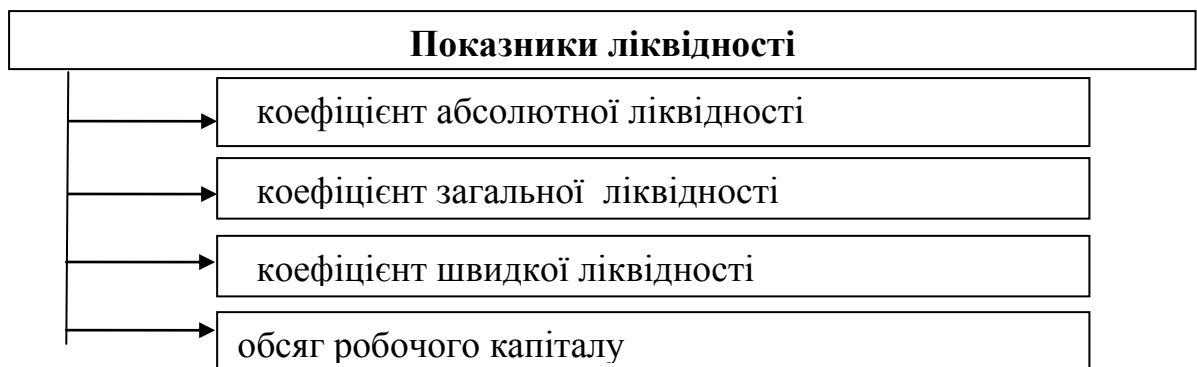 Показники ліквідності
коефіцієнт абсолютної ліквідності
коефіцієнт загальної ліквідності
коефіцієнт швидкої ліквідності
обсяг робочого капіталу